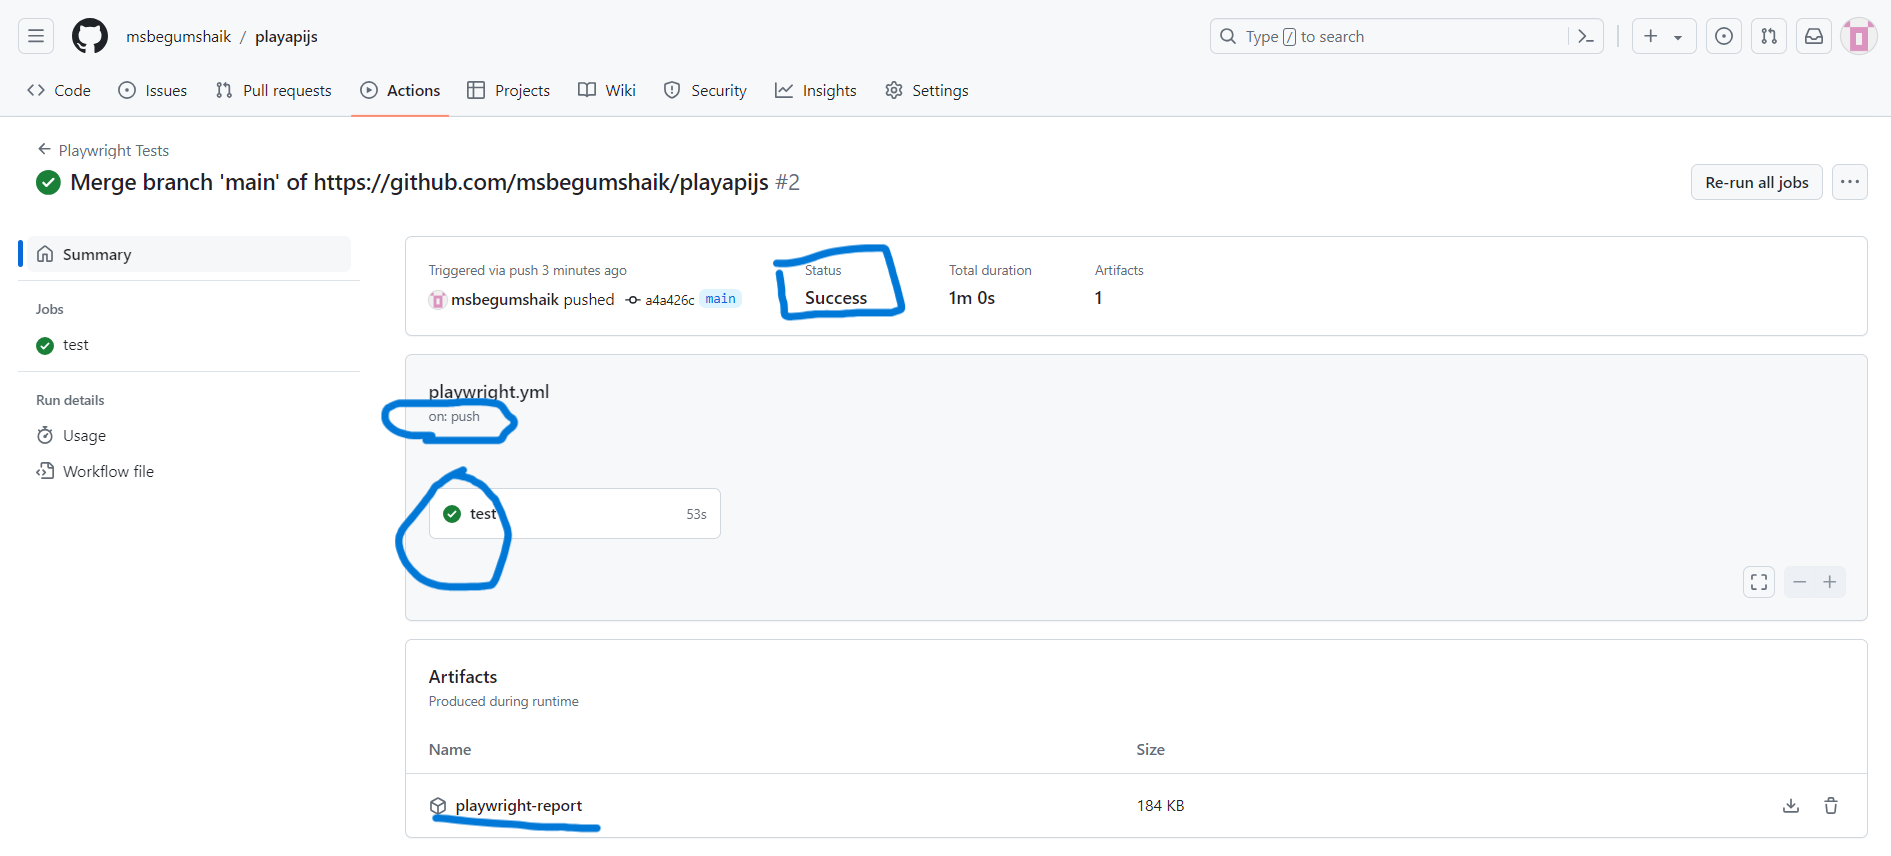 msbegumshaik / playapijs
Type / to search
Code Issues Pull requests Actions Projects Wiki Security Insights Settings
Playwright Tests
Merge branch 'main' of https://github.com/msbegumshaik/playapijs #2
Re-run all jobs
Summary
Jobs
test
Run details
Usage
Workflow file
Triggered via push 3 minutes ago
msbegumshaik pushed a4a426c main
Status
Success
Total duration
1m 0s
Artifacts
1
playwright.yml
on: push
test 53s
Artifacts
Produced during runtime
Name Size
playwright-report 184 KB